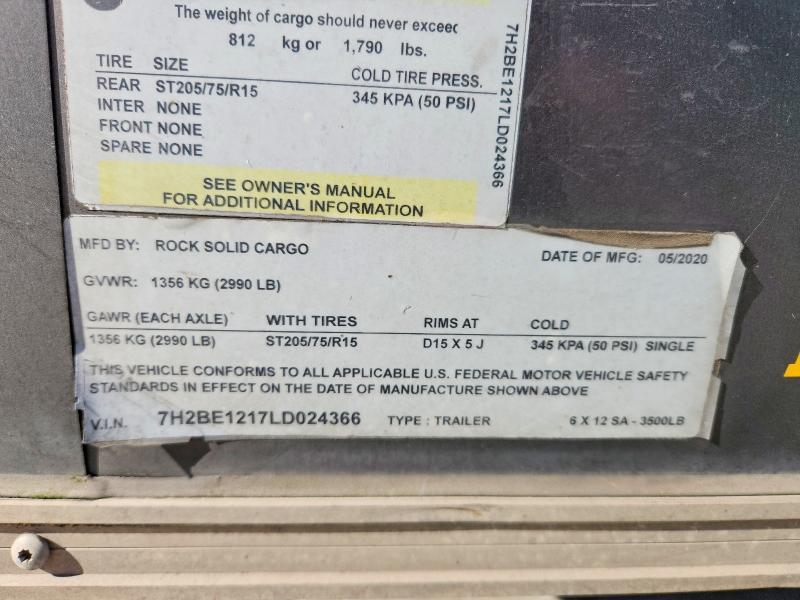 The weight of cargo should never exceed
812 kg or 1,790 lbs.
TIRE SIZE COLD TIRE PRESS.
REAR ST205/75/R15 345 KPA (50 PSI)
INTER NONE
FRONT NONE
SPARE NONE
SEE OWNER'S MANUAL
FOR ADDITIONAL INFORMATION
7H2BE1217LD024366
MFD BY: ROCK SOLID CARGO DATE OF MFG: 05/2020
GVWR: 1356 KG (2990 LB)
GAWR (EACH AXLE) WITH TIRES RIMS AT COLD
1356 KG (2990 LB) ST205/75/R15 D15 X 5 J 345 KPA (50 PSI) SINGLE
THIS VEHICLE CONFORMS TO ALL APPLICABLE U.S. FEDERAL MOTOR VEHICLE SAFETY
STANDARDS IN EFFECT ON THE DATE OF MANUFACTURE SHOWN ABOVE
V.I.N. 7H2BE1217LD024366 TYPE : TRAILER 6 X 12 SA - 3500LB